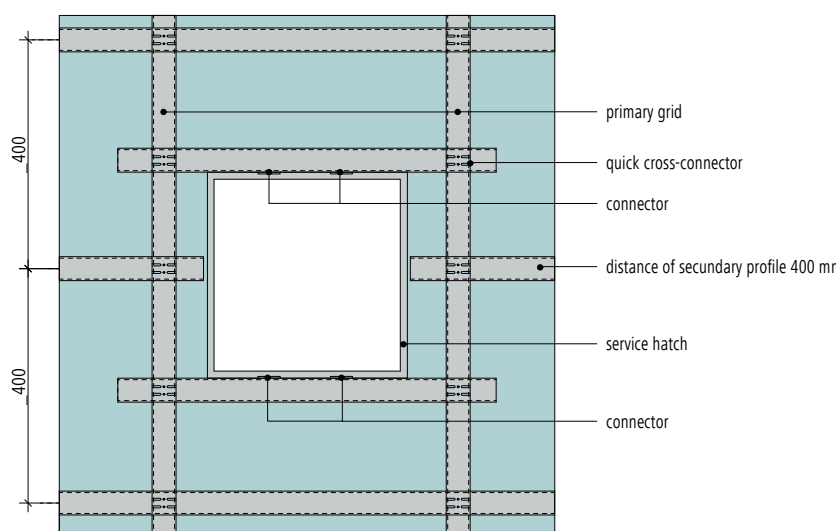 400
primary grid
quick cross-connector
connector
distance of secundary profile 400 mm
400
service hatch
connector